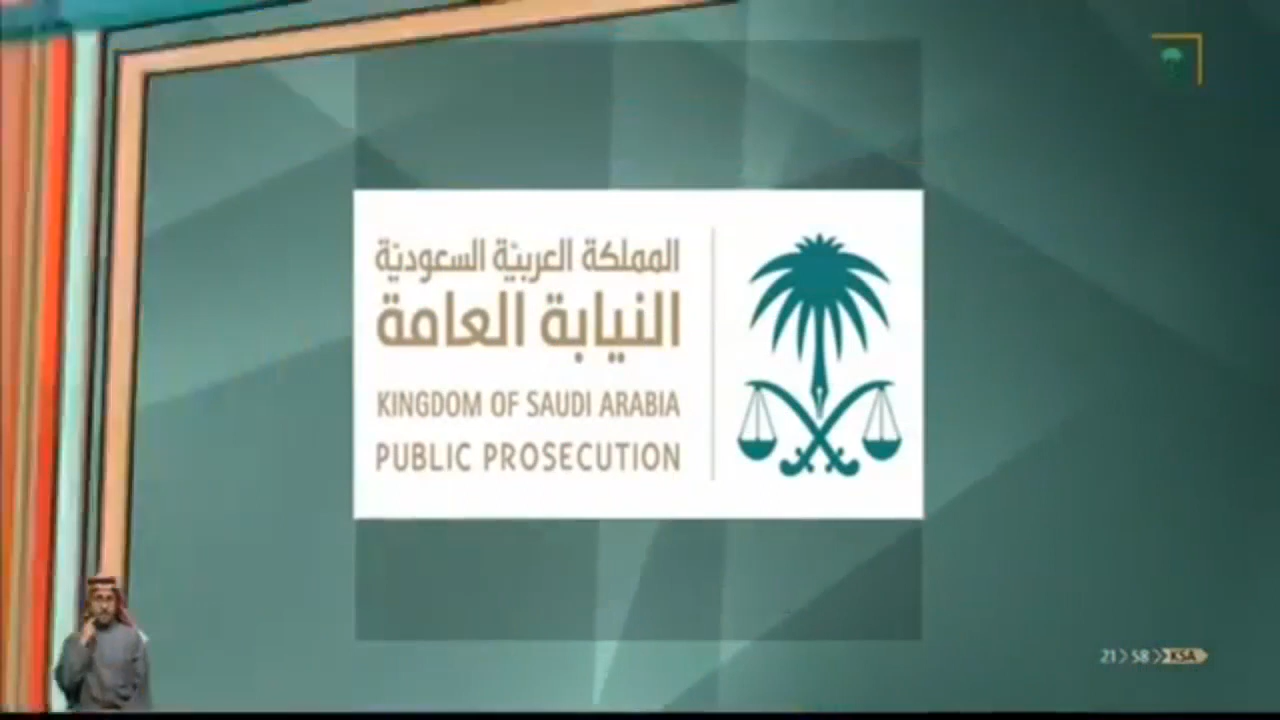 المملكة العربية السعودية
النيابة العامة
KINGDOM OF SAUDI ARABIA
PUBLIC PROSECUTION
21 58 KSA